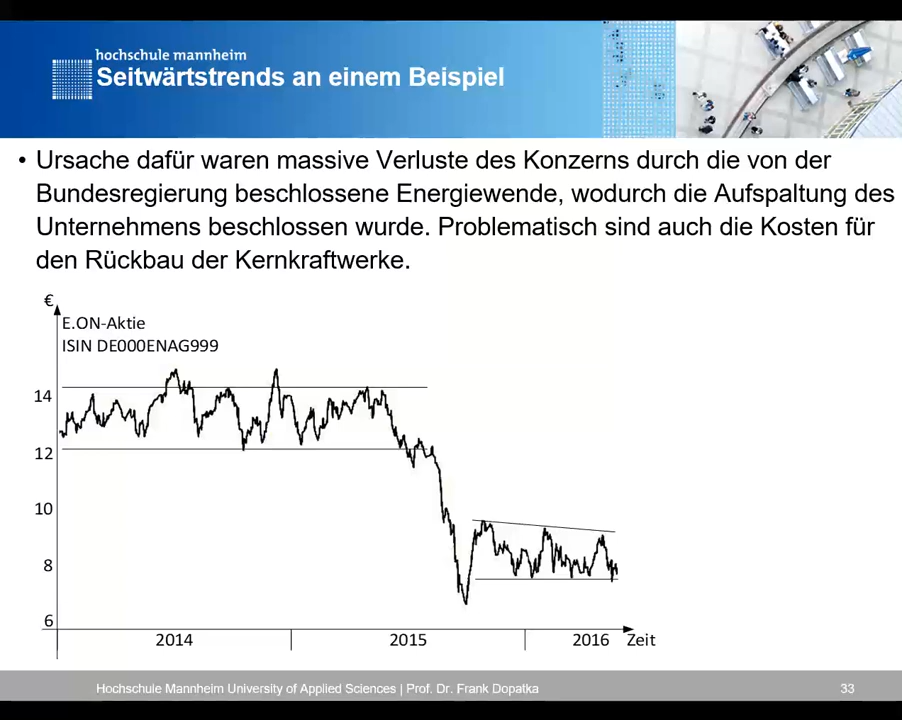 hochschule mannheim
Seitwärtstrends an einem Beispiel
• Ursache dafür waren massive Verluste des Konzerns durch die von der
Bundesregierung beschlossene Energiewende, wodurch die Aufspaltung des
Unternehmens beschlossen wurde. Problematisch sind auch die Kosten für
den Rückbau der Kernkraftwerke.
€
E.ON-Aktie
ISIN DE000ENAG999
14
12
10
8
6
2014 2015 2016 Zeit
Hochschule Mannheim University of Applied Sciences | Prof. Dr. Frank Dopatka 33